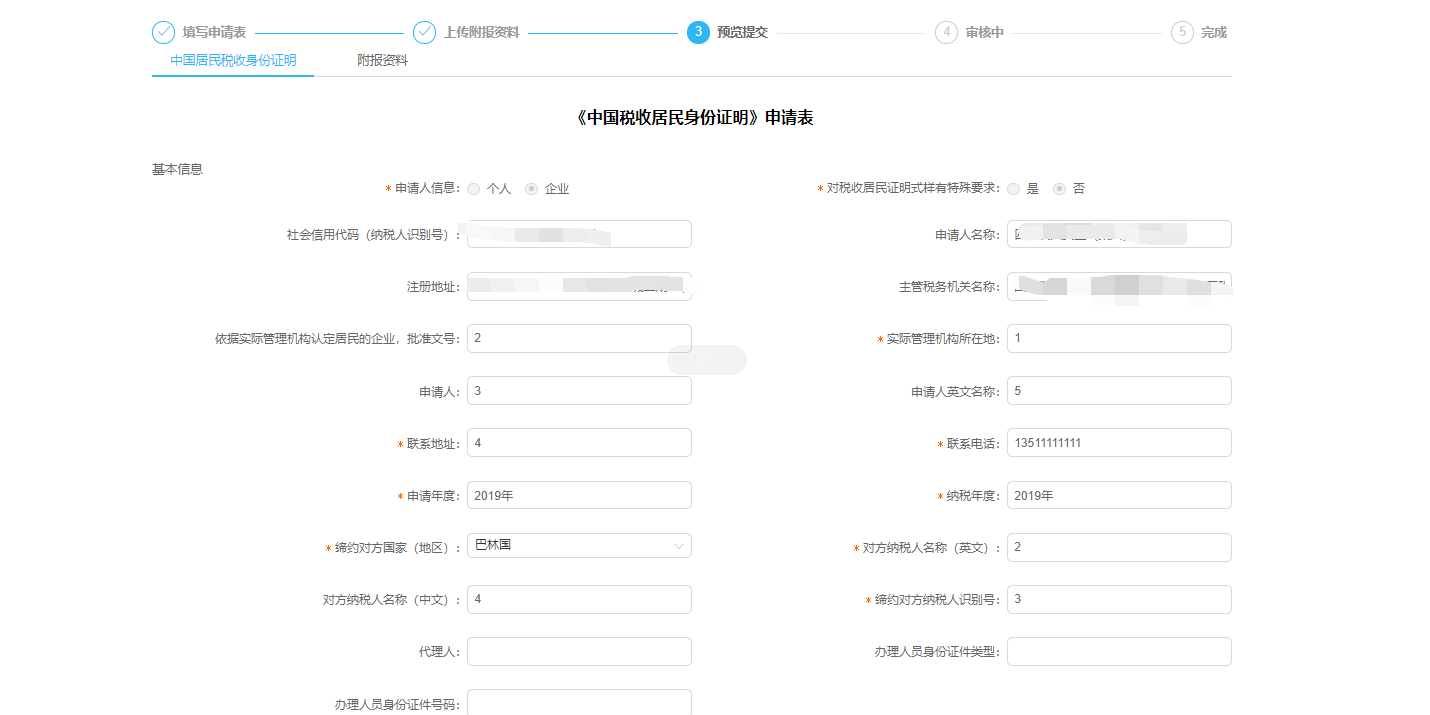 填写申请表 上传附报资料 3 预览提交 4 审核中 5 完成
中国居民税收身份证明 附报资料
《中国税收居民身份证明》申请表
基本信息
* 申请人信息： 个人 企业 * 对税收居民证明式样有特殊要求： 是 否
社会信用代码（纳税人识别号）： 申请人名称：
注册地址： 主管税务机关名称：
依据实际管理机构认定居民的企业，批准文号： 2 * 实际管理机构所在地： 1
申请人： 3 申请人英文名称： 5
* 联系地址： 4 * 联系电话： 13511111111
* 申请年度： 2019年 * 纳税年度： 2019年
* 缔约对方国家（地区）： 巴林国 * 对方纳税人名称（英文）： 2
对方纳税人名称（中文）： 4 * 缔约对方纳税人识别号： 3
代理人： 办理人员身份证件类型：
办理人员身份证件号码：